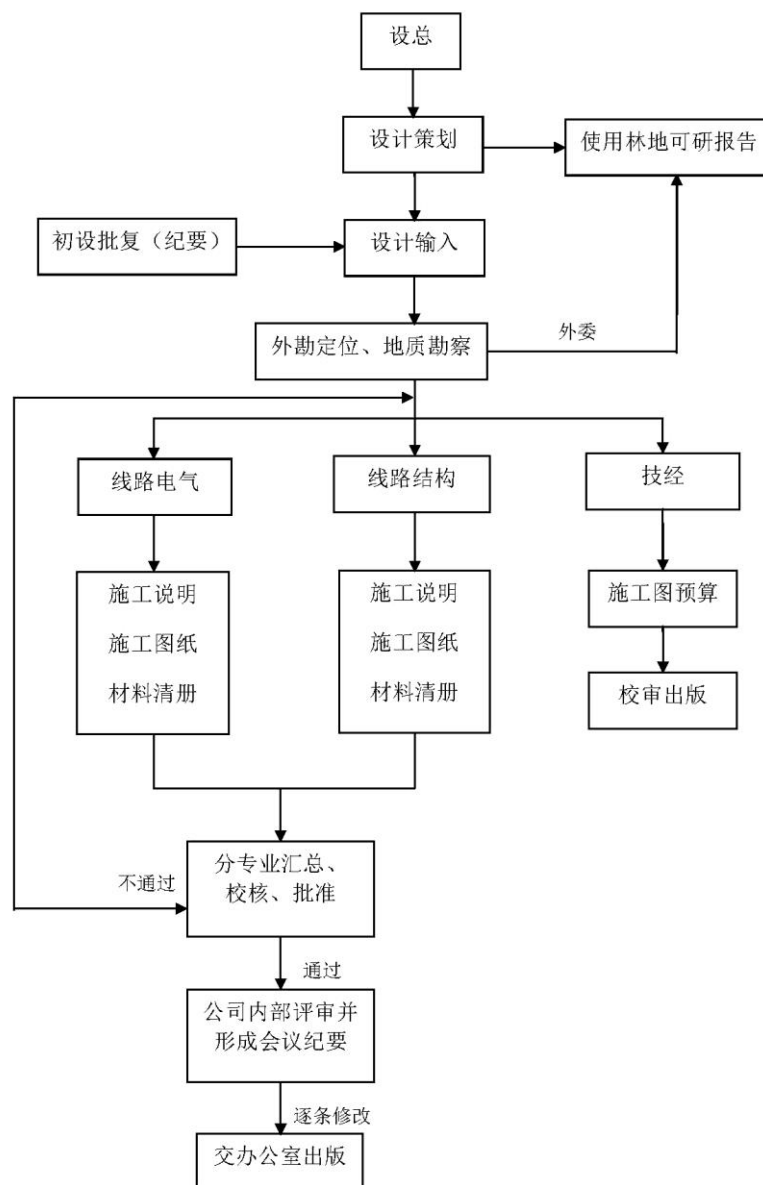 设总
设计策划
使用林地可研报告
初设批复（纪要）
设计输入
外勘定位、地质勘察
外委
线路电气
线路结构
技经
施工说明
施工图纸
材料清册
施工说明
施工图纸
材料清册
施工图预算
校审出版
分专业汇总、
校核、批准
不通过
通过
公司内部评审并
形成会议纪要
逐条修改
交办公室出版